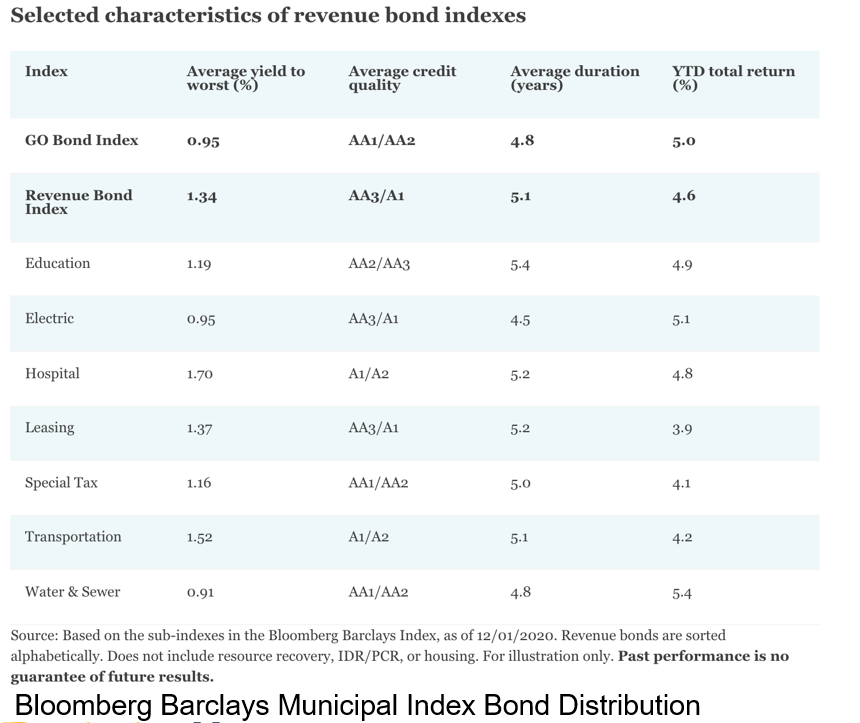 Selected characteristics of revenue bond indexes
Index Average yield to worst (%) Average credit quality Average duration (years) YTD total return (%)
GO Bond Index 0.95 AA1/AA2 4.8 5.0
Revenue Bond Index 1.34 AA3/A1 5.1 4.6
Education 1.19 AA2/AA3 5.4 4.9
Electric 0.95 AA3/A1 4.5 5.1
Hospital 1.70 A1/A2 5.2 4.8
Leasing 1.37 AA3/A1 5.2 3.9
Special Tax 1.16 AA1/AA2 5.0 4.1
Transportation 1.52 A1/A2 5.1 4.2
Water & Sewer 0.91 AA1/AA2 4.8 5.4
Source: Based on the sub-indexes in the Bloomberg Barclays Index, as of 12/01/2020. Revenue bonds are sorted
alphabetically. Does not include resource recovery, IDR/PCR, or housing. For illustration only. Past performance is no
guarantee of future results.
Bloomberg Barclays Municipal Index Bond Distribution